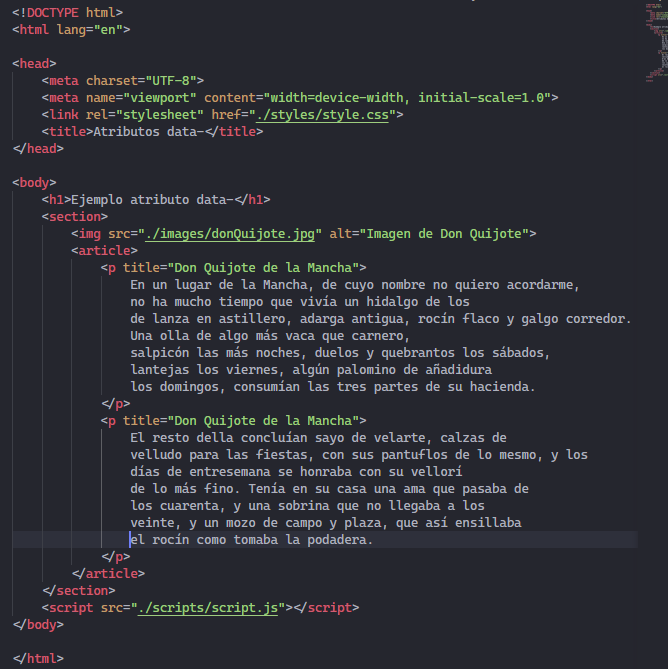 <!DOCTYPE html>
<html lang="en">
<head>
<meta charset="UTF-8">
<meta name="viewport" content="width=device-width, initial-scale=1.0">
<link rel="stylesheet" href="./styles/style.css">
<title>Atributos data-</title>
</head>
<body>
<h1>Ejemplo atributo data-</h1>
<section>
<img src="./images/donQuijote.jpg" alt="Imagen de Don Quijote">
<article>
<p title="Don Quijote de la Mancha">
En un lugar de la Mancha, de cuyo nombre no quiero acordarme,
no ha mucho tiempo que vivía un hidalgo de los
de lanza en astillero, adarga antigua, rocín flaco y galgo corredor.
Una olla de algo más vaca que carnero,
salpicón las más noches, duelos y quebrantos los sábados,
lantejas los viernes, algún palomino de añadidura
los domingos, consumían las tres partes de su hacienda.
</p>
<p title="Don Quijote de la Mancha">
El resto della concluían sayo de velarte, calzas de
velludo para las fiestas, con sus pantuflos de lo mesmo, y los
días de entresemana se honraba con su vellorí
de lo más fino. Tenía en su casa una ama que pasaba de
los cuarenta, y una sobrina que no llegaba a los
veinte, y un mozo de campo y plaza, que así ensillaba
el rocín como tomaba la podadera.
</p>
</article>
</section>
<script src="./scripts/script.js"></script>
</body>
</html>